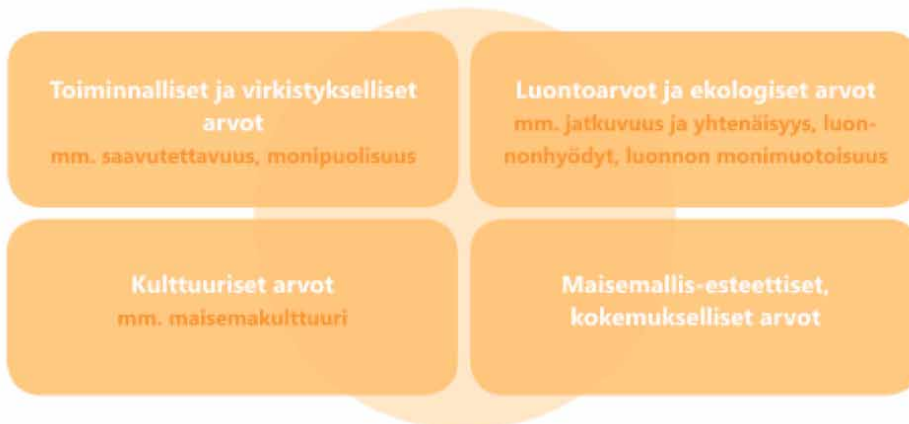 Toiminnalliset ja virkistykselliset
arvot
mm. saavutettavuus, monipuolisuus
Luontoarvot ja ekologiset arvot
mm. jatkuvuus ja yhtenäisyys, luon-
nonhyödyt, luonnon monimuotoisuus
Kulttuuriset arvot
mm. maisemakulttuuri
Maisemallis-esteettiset,
kokemukselliset arvot